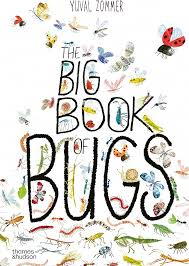 YUVAL ZOMMER
THE
BIG
BOOK
OF
BUGS
thames&hudson